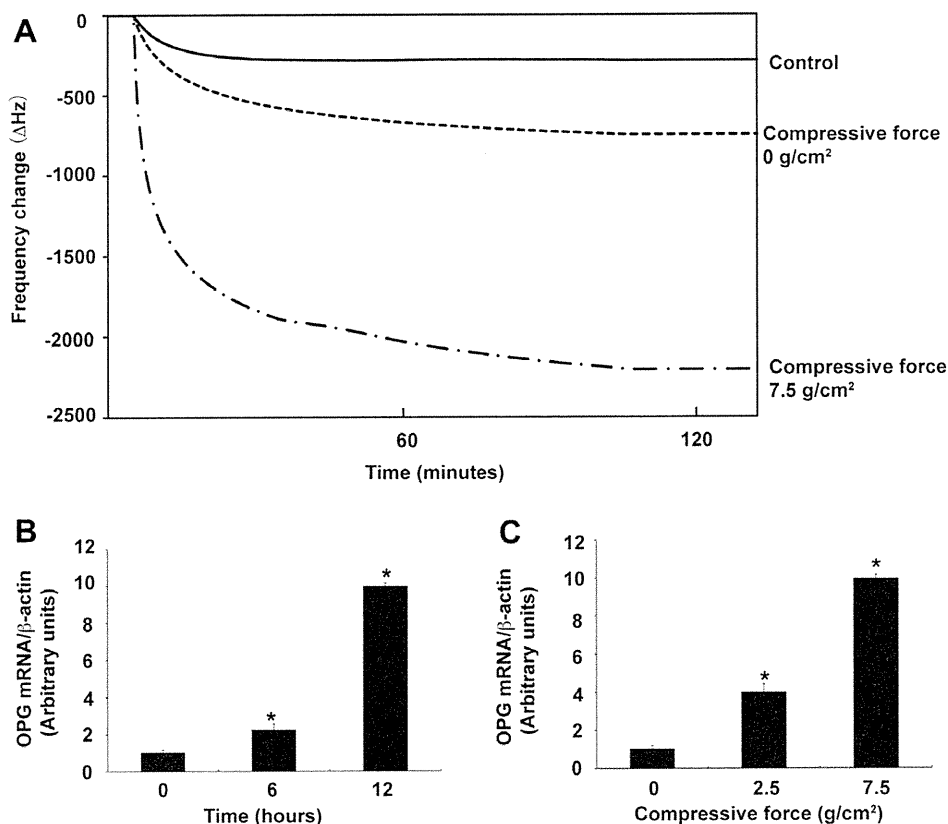 A
Frequency change (ΔHz)
0
-500
-1000
-1500
-2000
-2500
Control
Compressive force
0 g/cm²
Compressive force
7.5 g/cm²
60
120
Time (minutes)
B
OPG mRNA/β-actin
(Arbitrary units)
12
10
8
6
4
2
0
*
*
0
6
12
Time (hours)
C
OPG mRNA/β-actin
(Arbitrary units)
12
10
8
6
4
2
0
*
*
0
2.5
7.5
Compressive force (g/cm²)